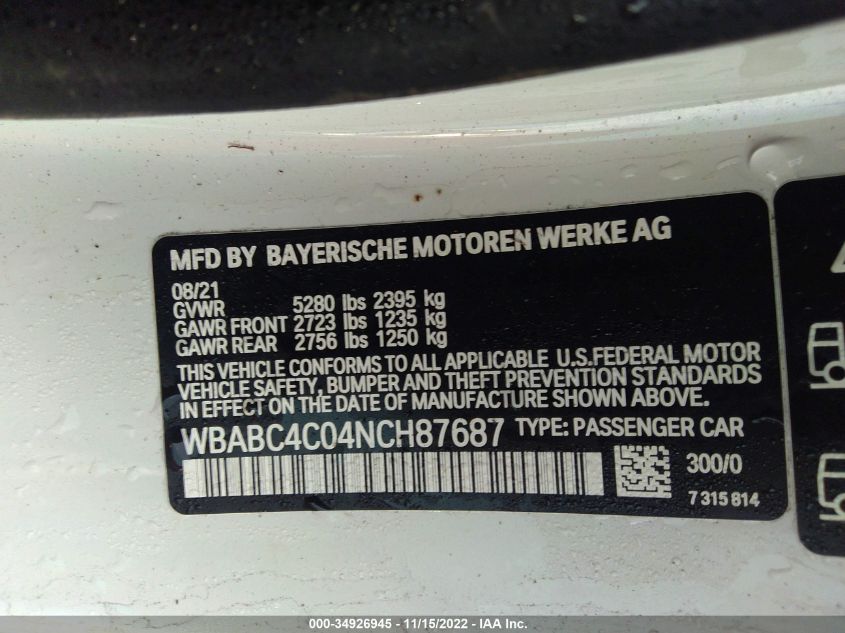 MFD BY BAYERISCHE MOTOREN WERKE AG
08/21
GVWR 5280 lbs 2395 kg
GAWR FRONT 2723 lbs 1235 kg
GAWR REAR 2756 lbs 1250 kg
THIS VEHICLE CONFORMS TO ALL APPLICABLE U.S.FEDERAL MOTOR
VEHICLE SAFETY, BUMPER AND THEFT PREVENTION STANDARDS
IN EFFECT ON THE DATE OF MANUFACTURE SHOWN ABOVE.
WBABC4C04NCH87687 TYPE: PASSENGER CAR
300/0
7 315 814
000-34926945 - 11/15/2022 - IAA Inc.